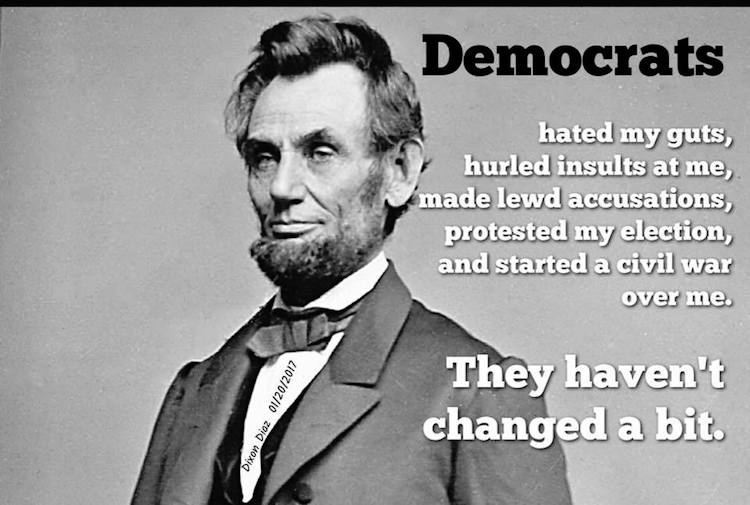 Democrats
hated my guts,
hurled insults at me,
made lewd accusations,
protested my election,
and started a civil war
over me.
They haven't
changed a bit.
Dixon Diaz 01/20/2017